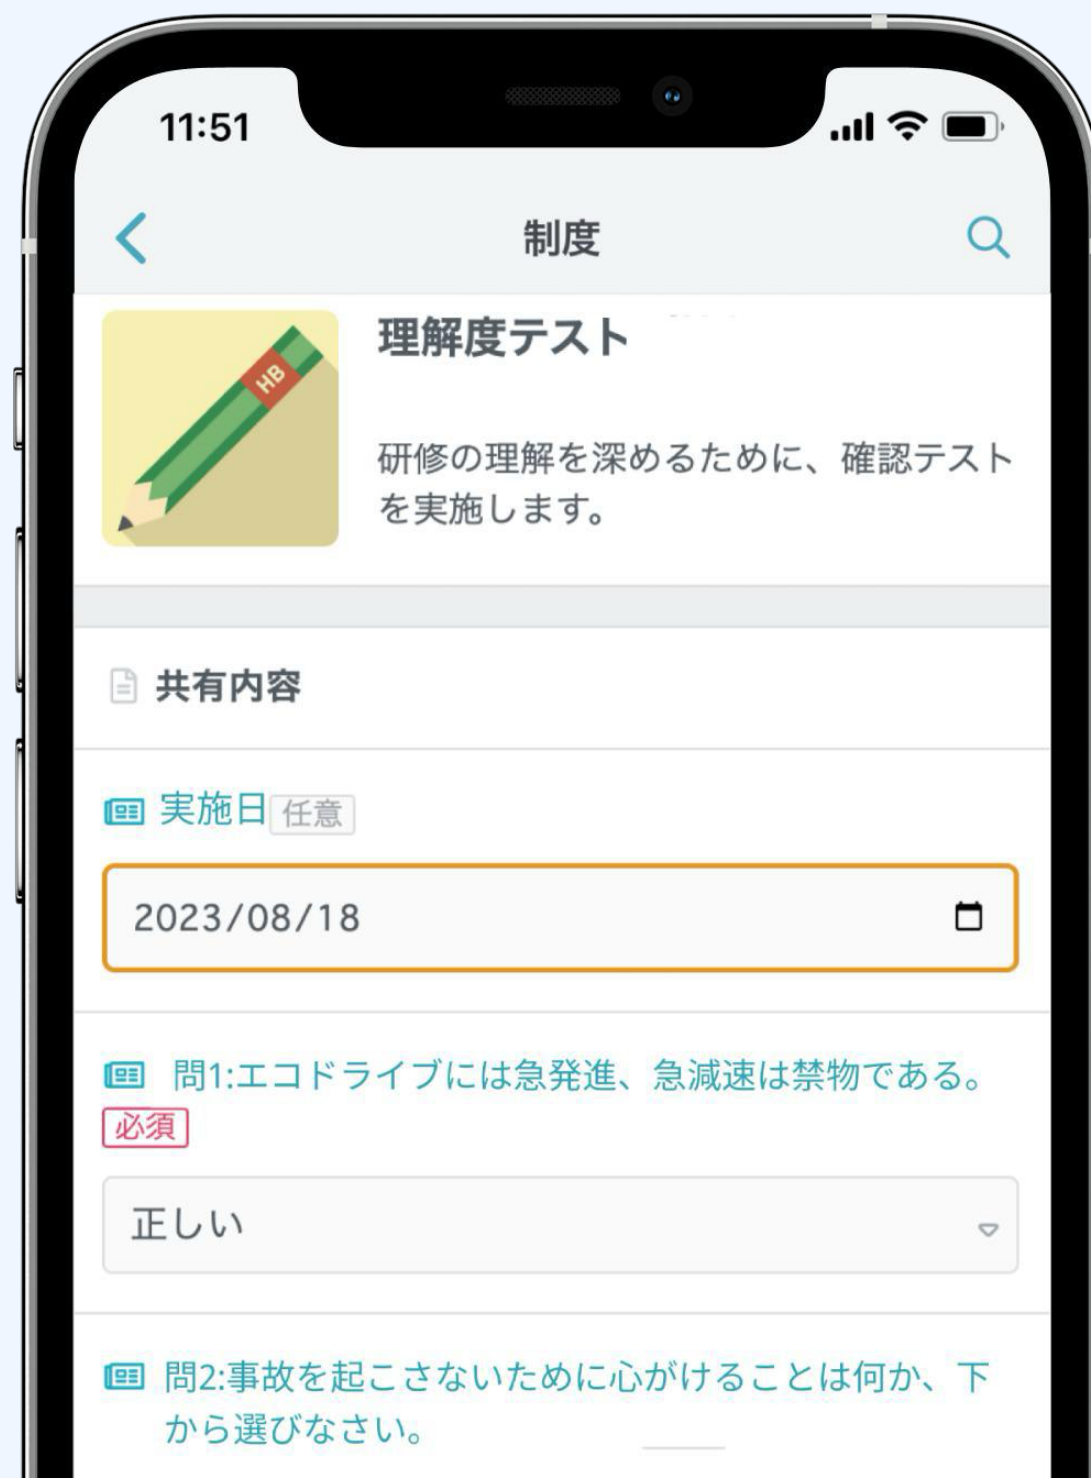 11:51
制度
HB
理解度テスト
研修の理解を深めるために、確認テスト
を実施します。
共有内容
実施日 任意
2023/08/18
問1:エコドライブには急発進、急減速は禁物である。
必須
正しい
問2:事故を起こさないために心がけることは何か、下
から選びなさい。